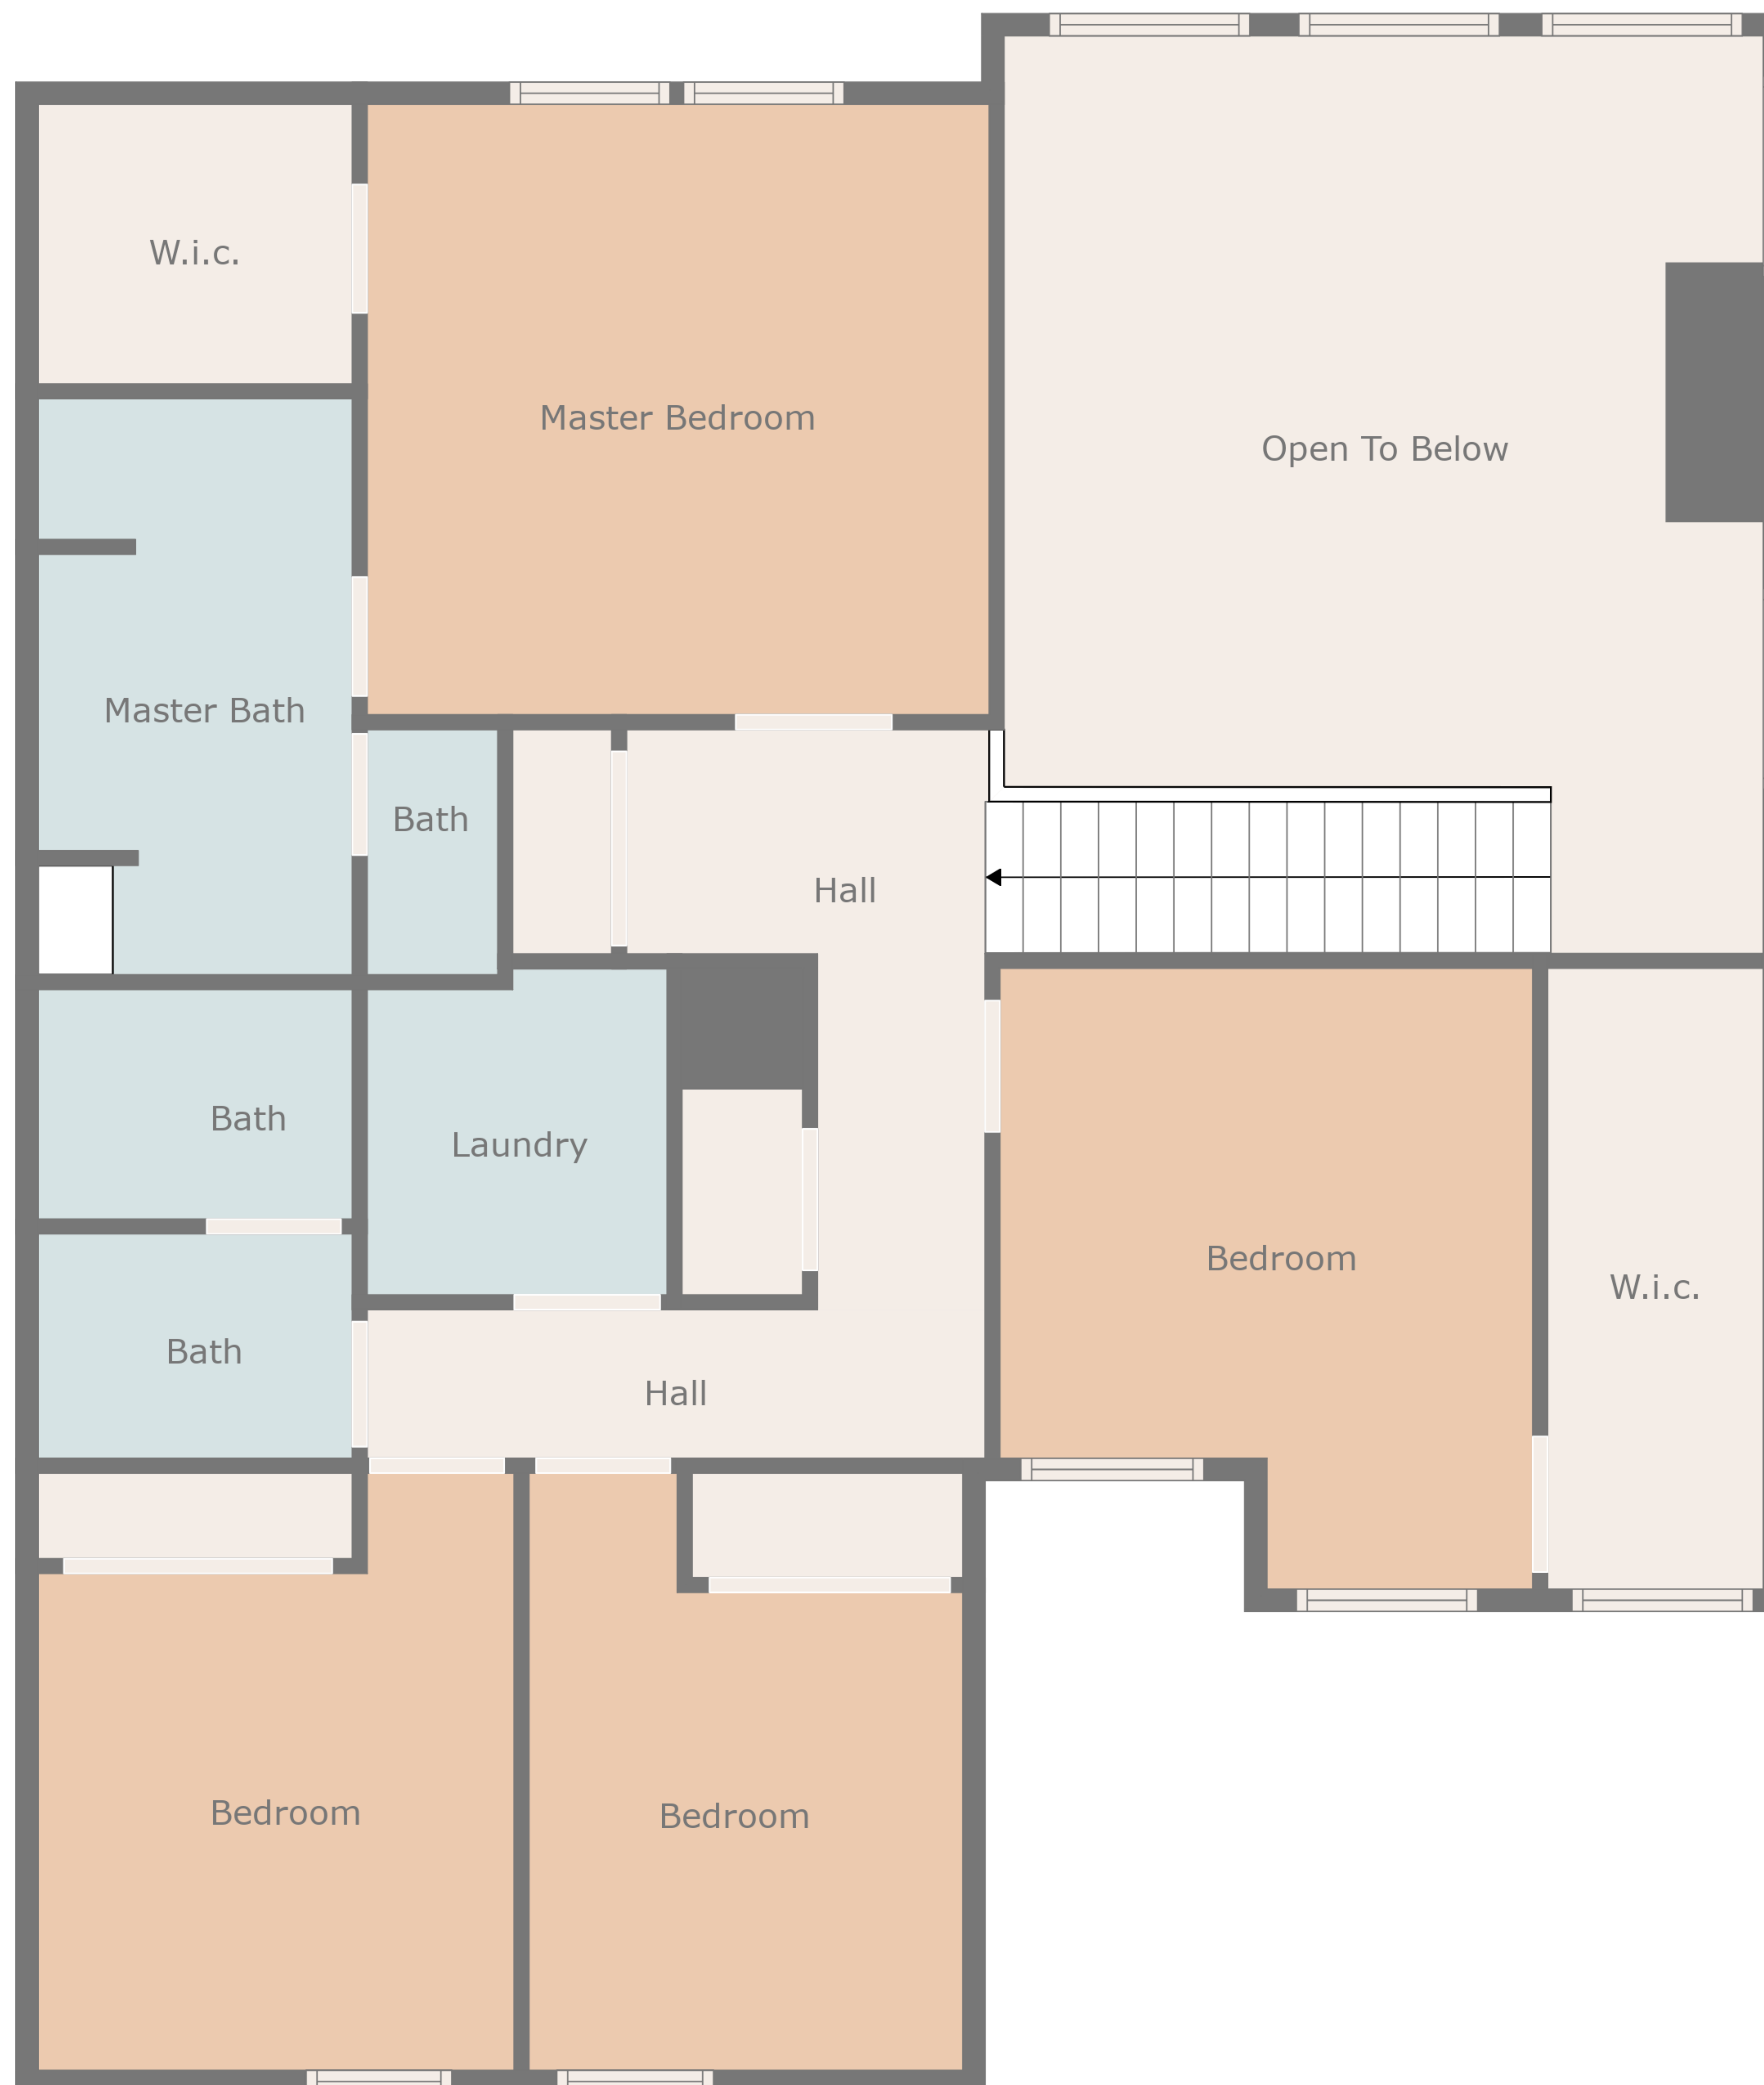 W.i.c.
Master Bedroom
Open To Below
Master Bath
Bath
Hall
Bath
Laundry
Bedroom
W.i.c.
Bath
Hall
Bedroom
Bedroom